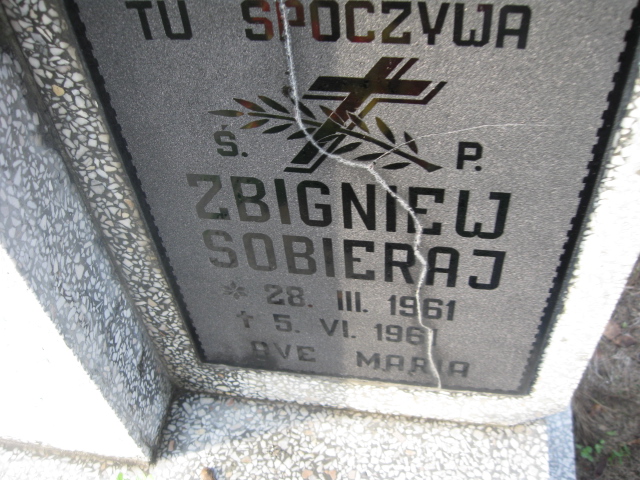 TU SPOCZYWA
Ś. P.
ZBIGNIEW
SOBIERAJ
* 28. III. 1961
† 5. VI. 1961
AVE MARIA